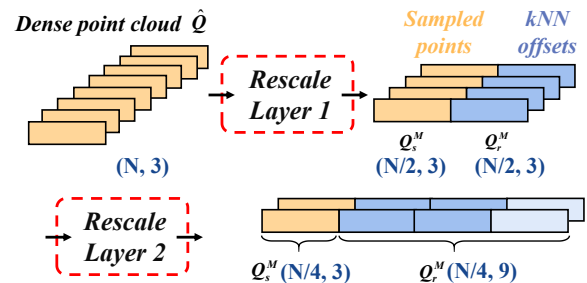 Dense point cloud Q̂
Sampled points
kNN offsets
Rescale
Layer 1
(N, 3)
Q_s^M
Q_r^M
(N/2, 3)
(N/2, 3)
Rescale
Layer 2
Q_s^M (N/4, 3)
Q_r^M (N/4, 9)